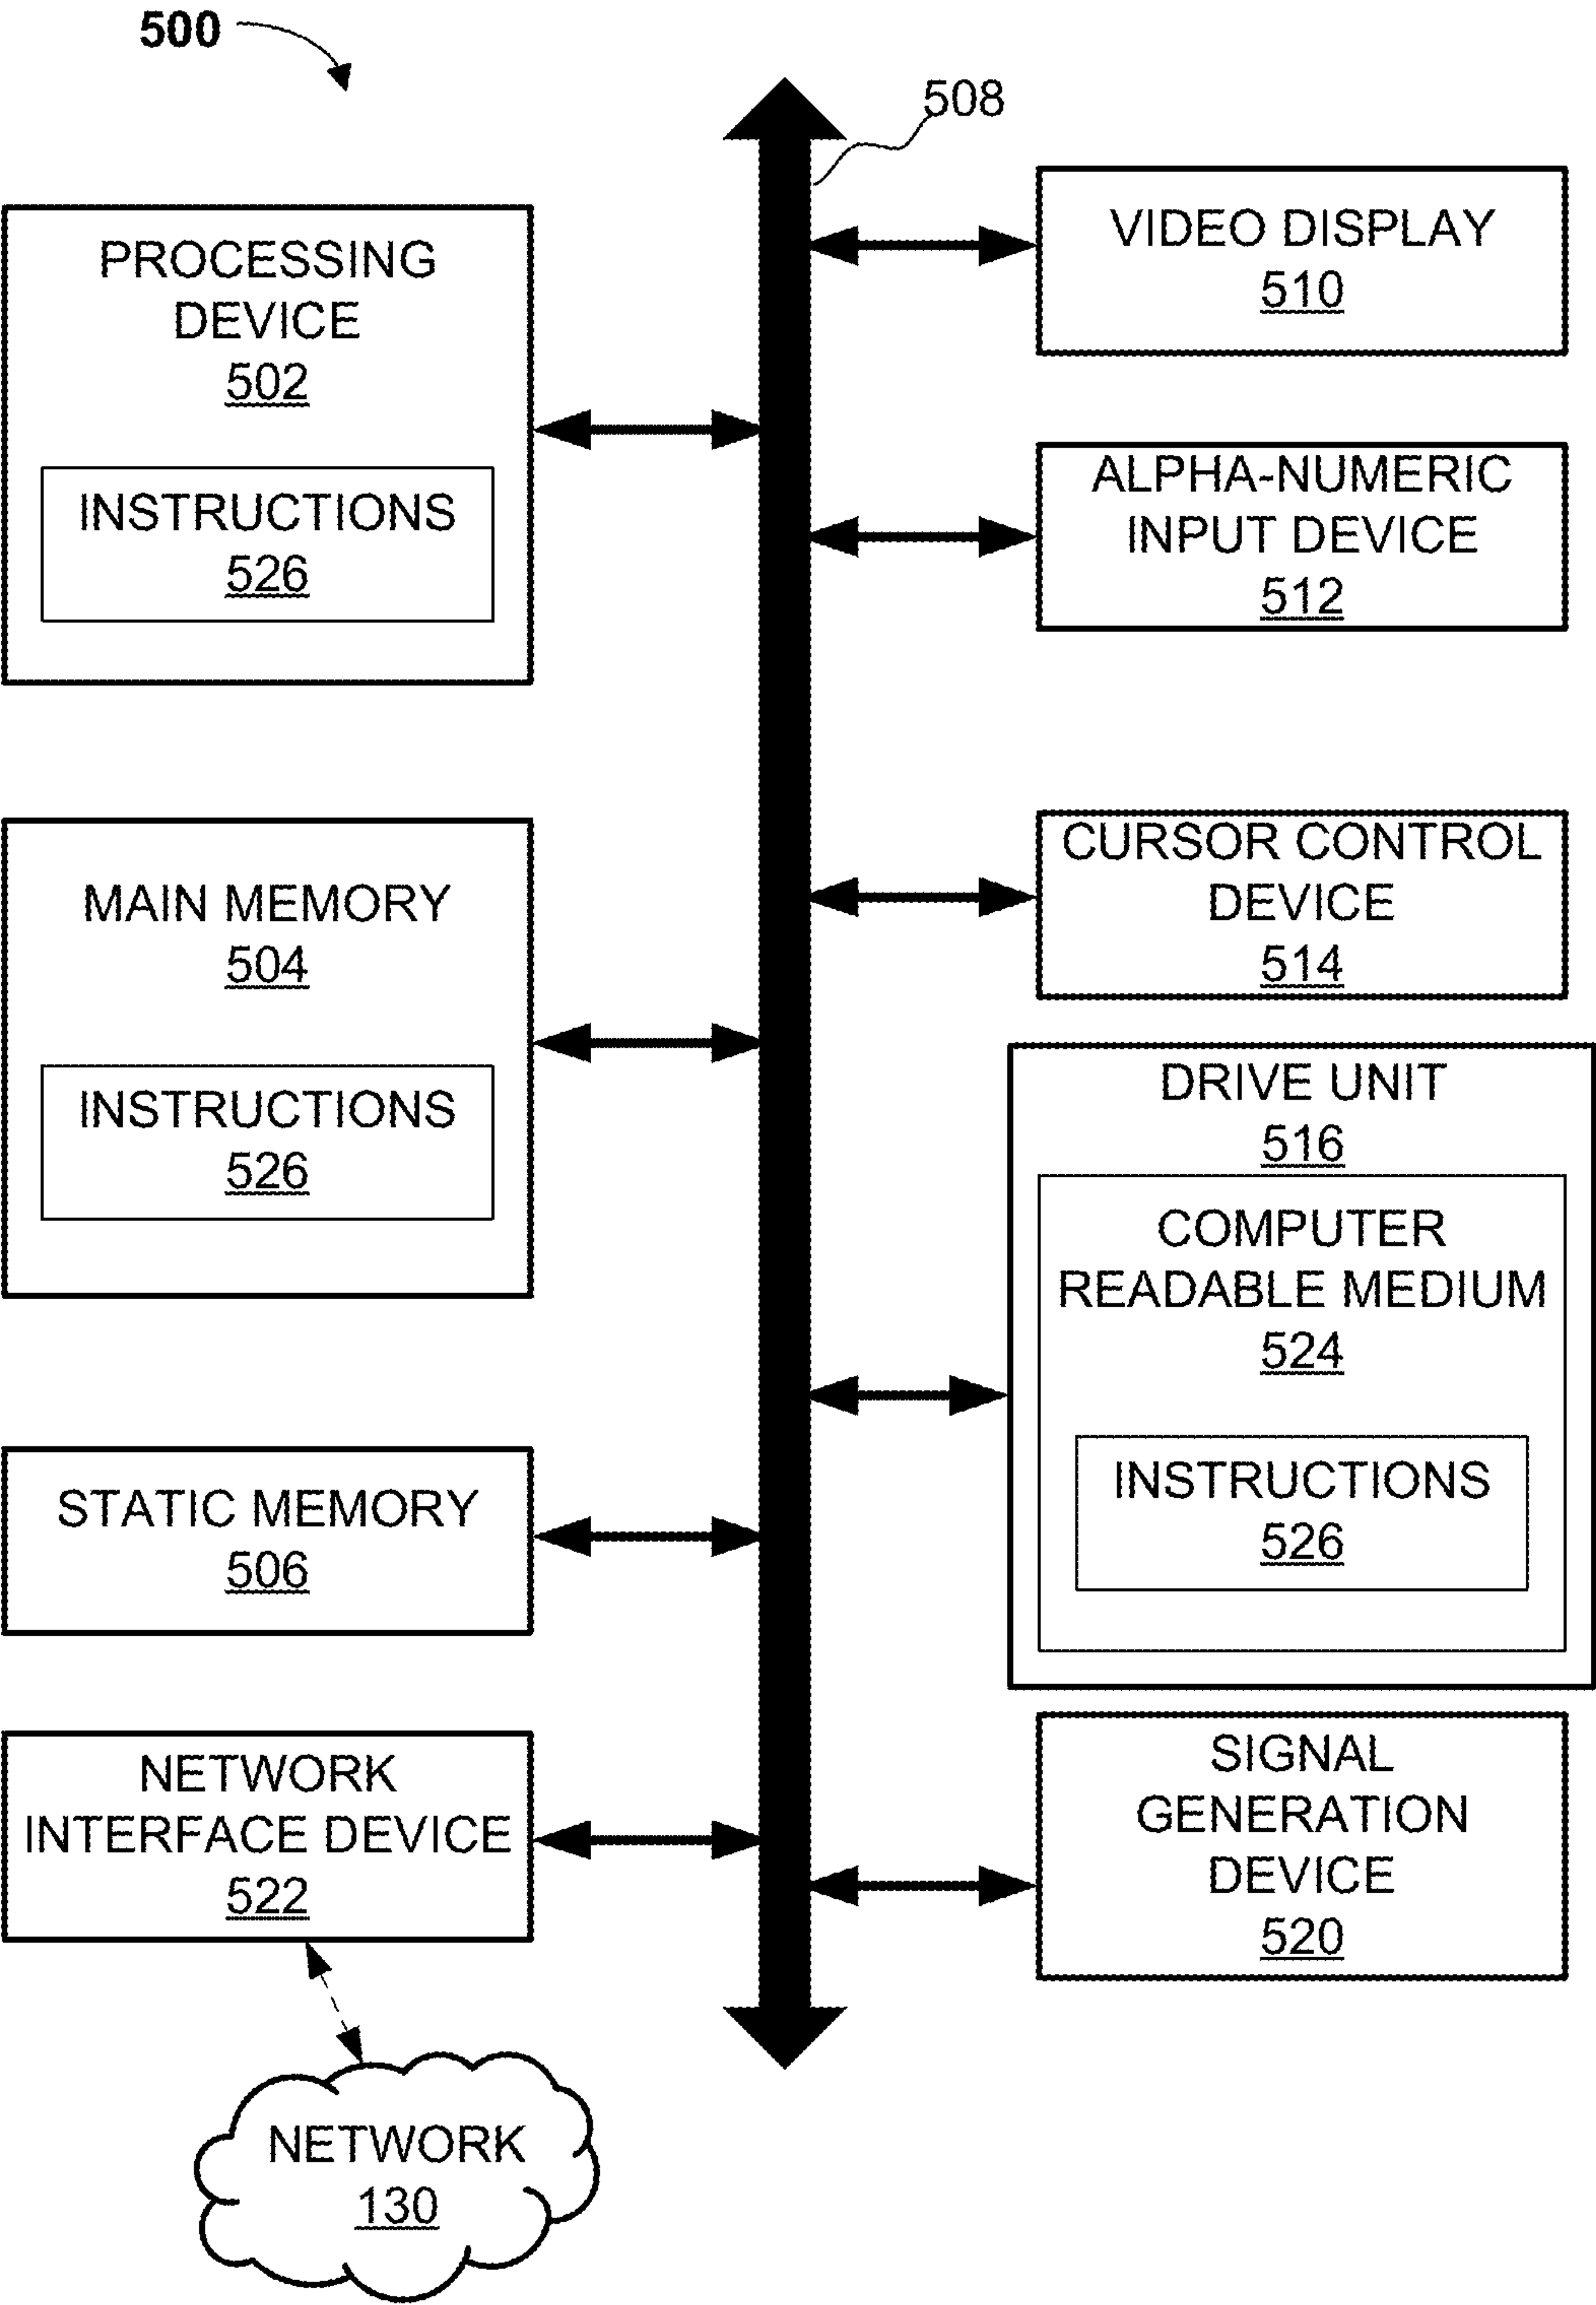 500
508
PROCESSING
DEVICE
502
INSTRUCTIONS
526
MAIN MEMORY
504
INSTRUCTIONS
526
STATIC MEMORY
506
NETWORK
INTERFACE DEVICE
522
NETWORK
130
VIDEO DISPLAY
510
ALPHA-NUMERIC
INPUT DEVICE
512
CURSOR CONTROL
DEVICE
514
DRIVE UNIT
516
COMPUTER
READABLE MEDIUM
524
INSTRUCTIONS
526
SIGNAL
GENERATION
DEVICE
520